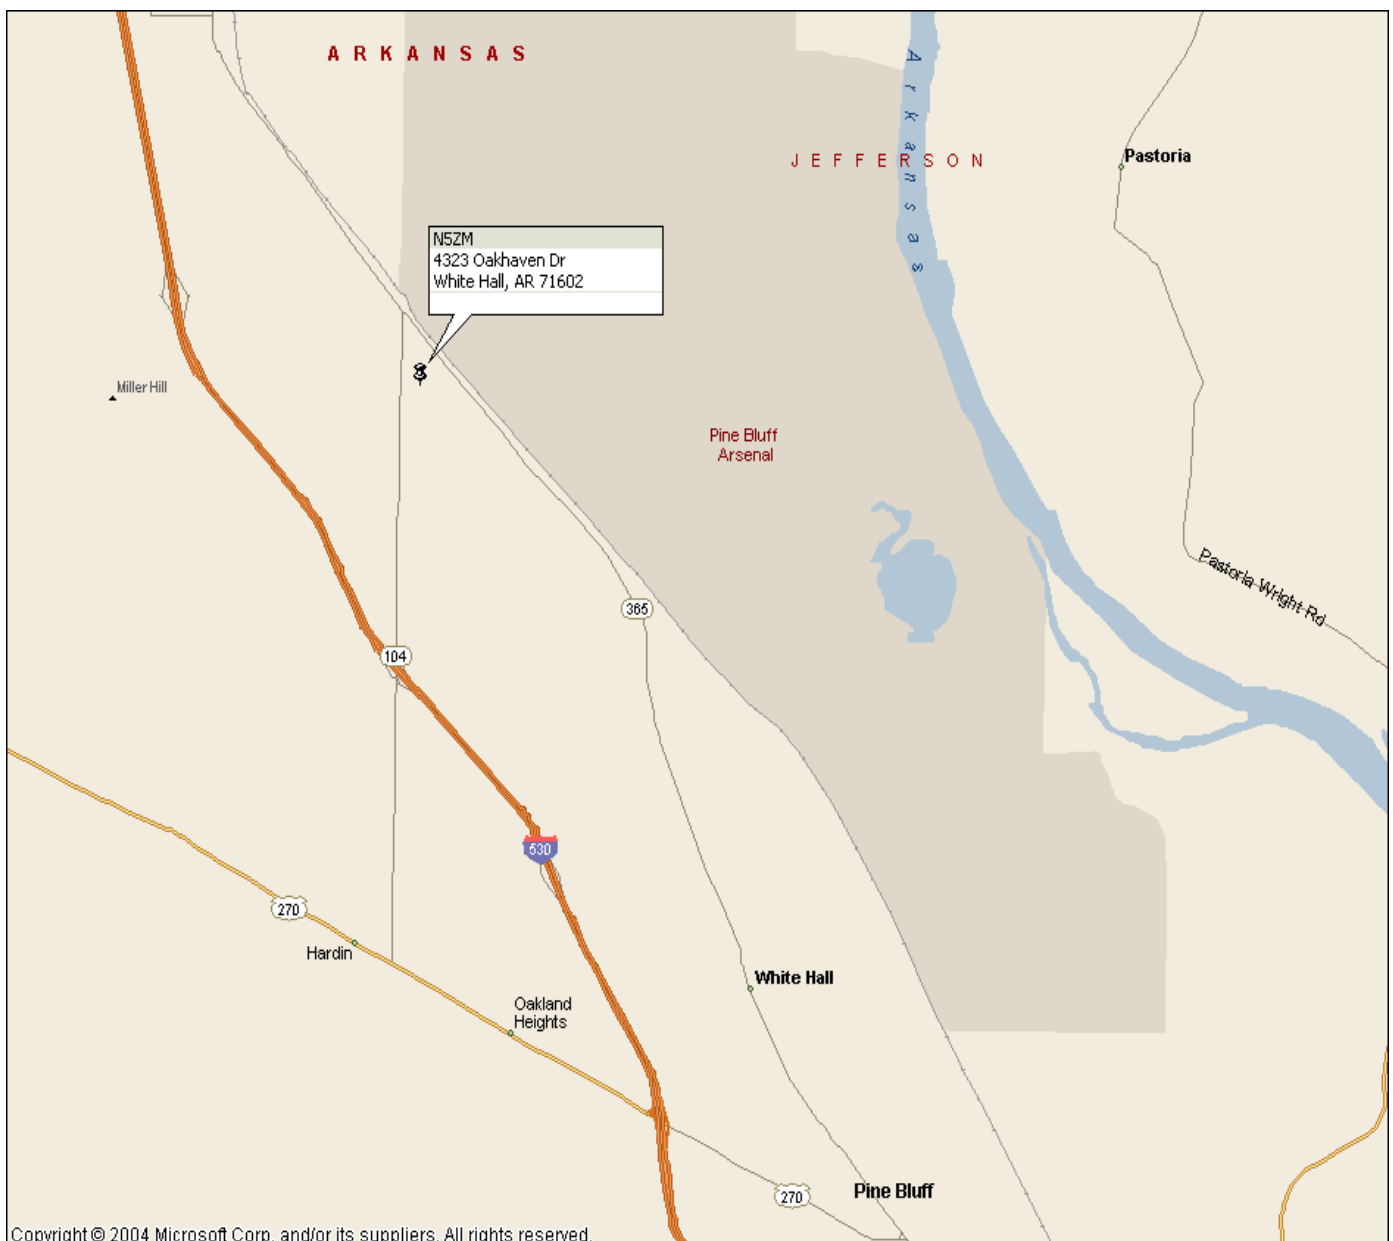 ARKANSAS
Arkansas
JEFFERSON
Pastoria
N5ZM
4323 Oakhaven Dr
White Hall, AR 71602
Miller Hill
Pine Bluff
Arsenal
Pastoria Wright Rd
365
104
530
270
Hardin
White Hall
Oakland
Heights
270
Pine Bluff
Copyright © 2004 Microsoft Corp. and/or its suppliers. All rights reserved.